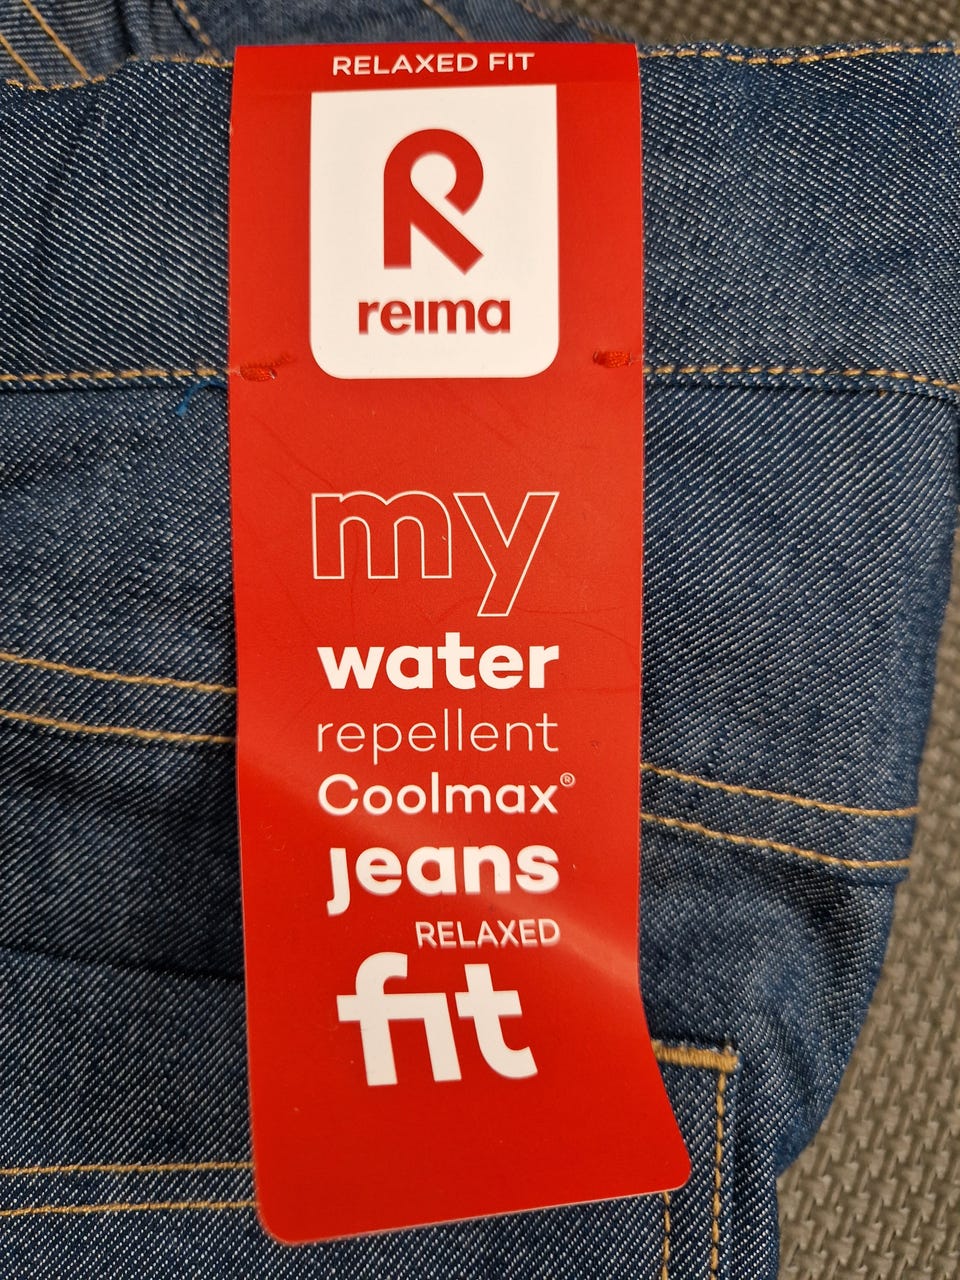 RELAXED FIT
reima
my
water
repellent
Coolmax®
jeans
RELAXED
fit